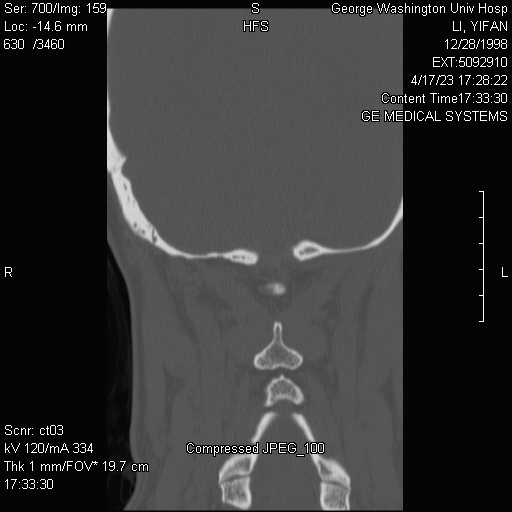 Ser: 700/Img: 159
Loc: -14.6 mm
630 /3460
S
HFS
George Washington Univ Hosp
LI, YIFAN
12/28/1998
EXT:5092910
4/17/23 17:28:22
Content Time17:33:30
GE MEDICAL SYSTEMS
R
L
Scnr: ct03
kV 120/mA 334
Thk 1 mm/FOV* 19.7 cm
17:33:30
Compressed JPEG_100